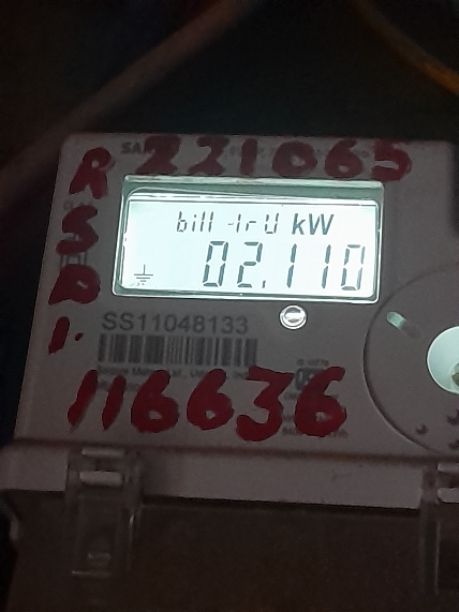 221065
R
S
D
1.
bill -1r U kW
02.110
SS11048133
116636